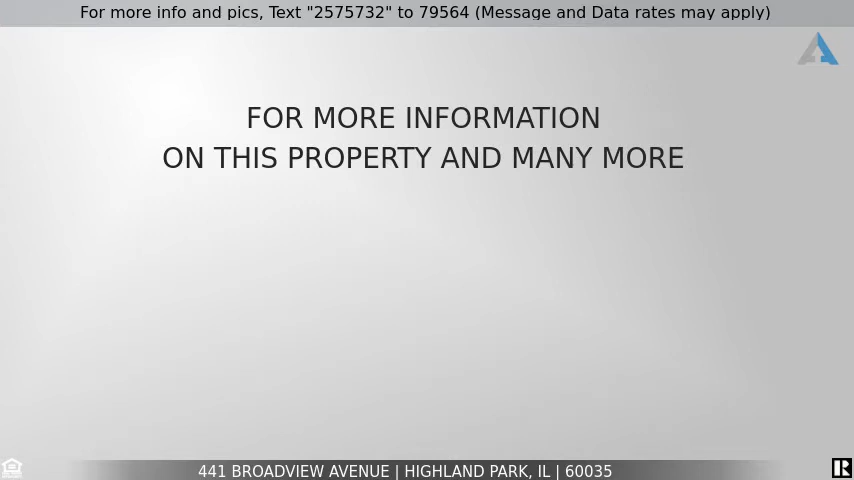 For more info and pics, Text "2575732" to 79564 (Message and Data rates may apply)
FOR MORE INFORMATION
ON THIS PROPERTY AND MANY MORE
441 BROADVIEW AVENUE | HIGHLAND PARK, IL | 60035